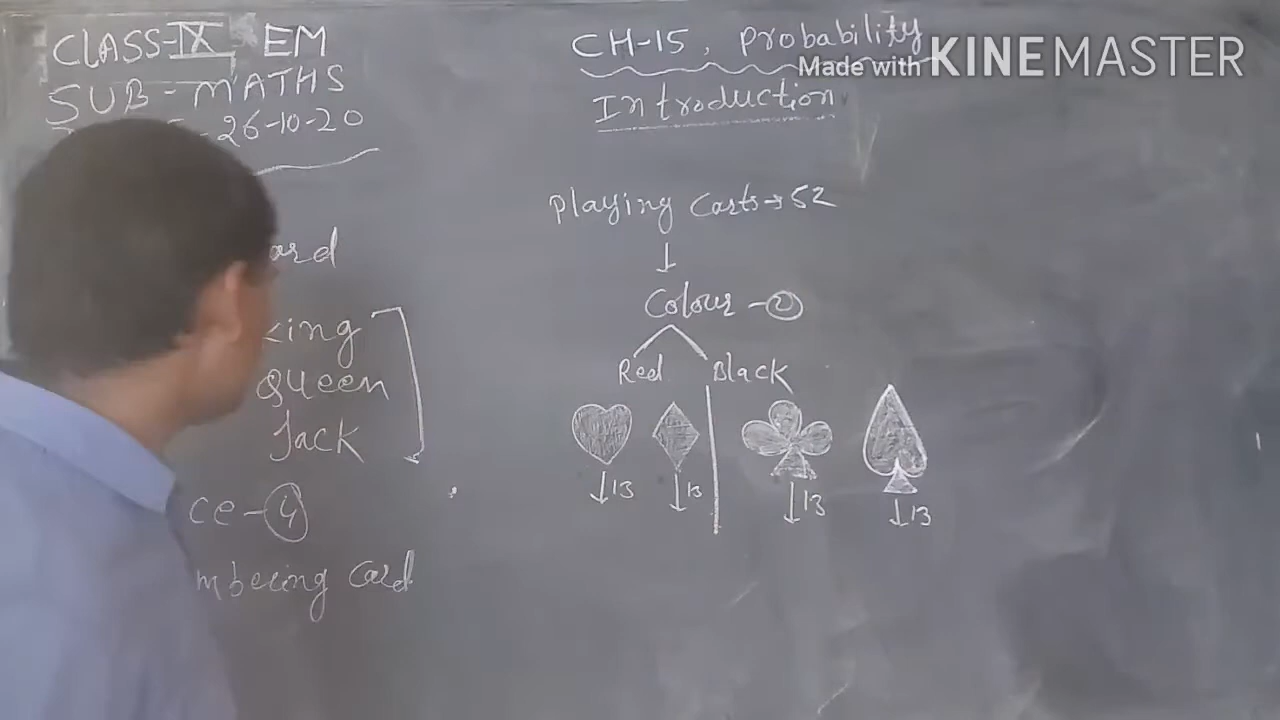 CLASS-IX EM
SUB-MATHS
-26-10-20
ard
King
Queen
Jack
ce-4
mbering Card
CH-15, Probability
Introduction
Made with KINEMASTER
Playing Carts→52
↓
Colour-2
Red Black
↓13 ↓13 ↓13 ↓13